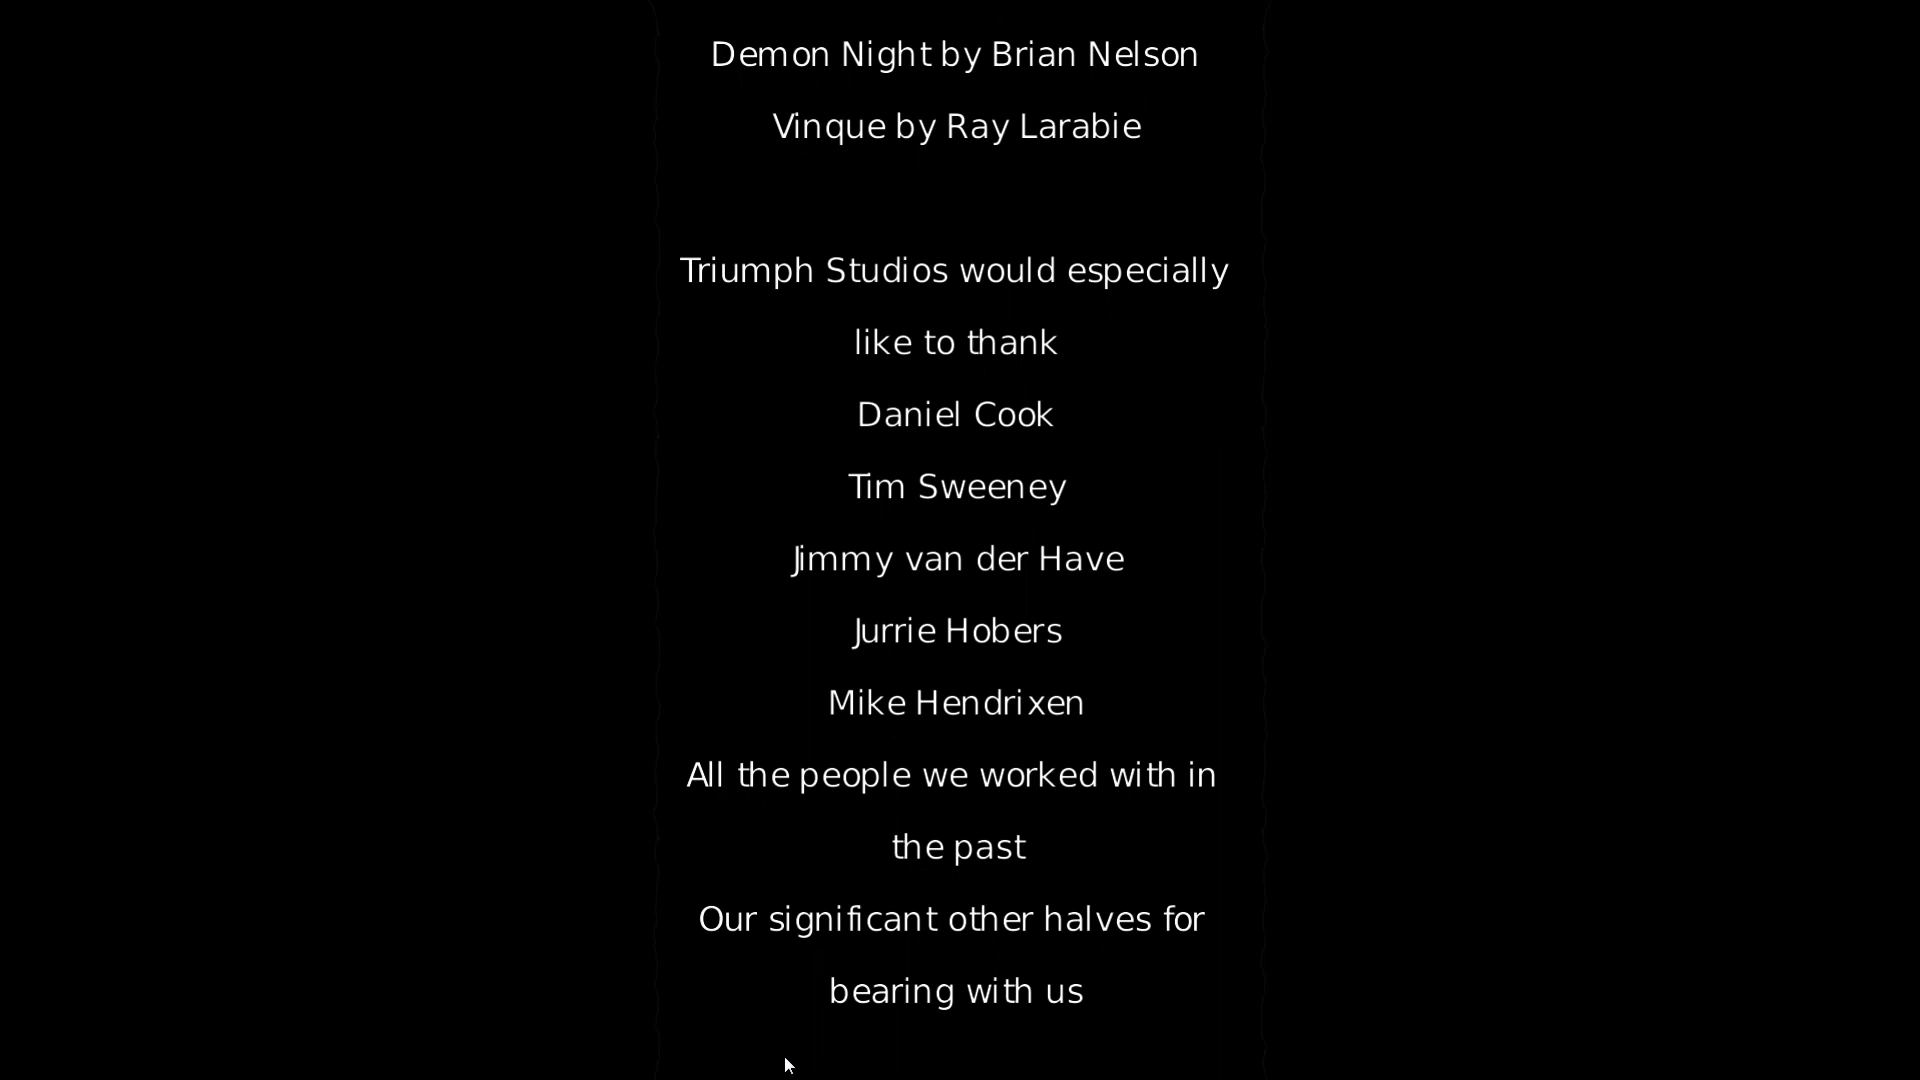 Demon Night by Brian Nelson
Vinque by Ray Larabie
Triumph Studios would especially
like to thank
Daniel Cook
Tim Sweeney
Jimmy van der Have
Jurrie Hobers
Mike Hendrixen
All the people we worked with in
the past
Our significant other halves for
bearing with us